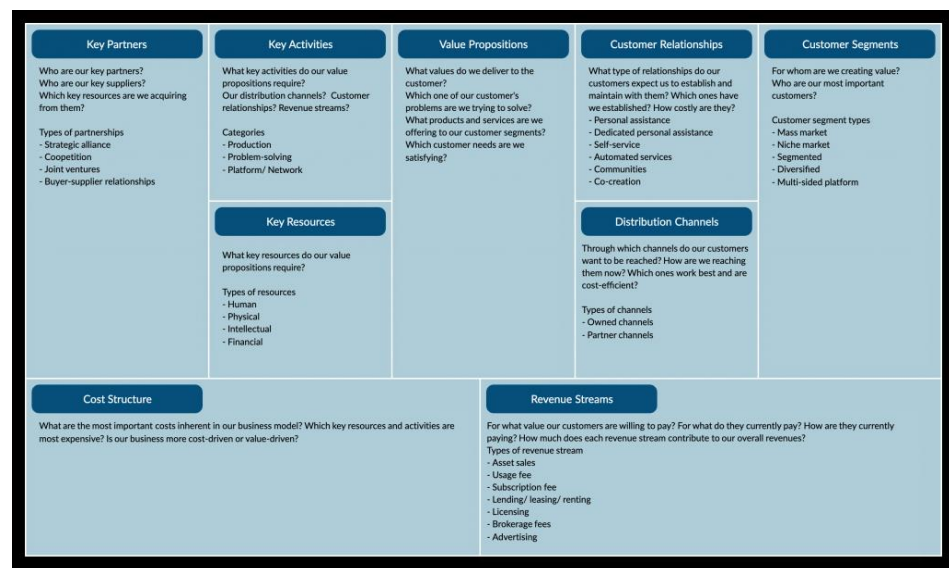 Key Partners
Who are our key partners?
Who are our key suppliers?
Which key resources are we acquiring
from them?
Types of partnerships
- Strategic alliance
- Coopetition
- Joint ventures
- Buyer-supplier relationships
Key Activities
What key activities do our value
propositions require?
Our distribution channels? Customer
relationships? Revenue streams?
Categories
- Production
- Problem-solving
- Platform/ Network
Key Resources
What key resources do our value
propositions require?
Types of resources
- Human
- Physical
- Intellectual
- Financial
Value Propositions
What values do we deliver to the
customer?
Which one of our customer's
problems are we trying to solve?
What products and services are we
offering to our customer segments?
Which customer needs are we
satisfying?
Customer Relationships
What type of relationships do our
customers expect us to establish and
maintain with them? Which ones have
we established? How costly are they?
- Personal assistance
- Dedicated personal assistance
- Self-service
- Automated services
- Communities
- Co-creation
Distribution Channels
Through which channels do our customers
want to be reached? How are we reaching
them now? Which ones work best and are
cost-efficient?
Types of channels
- Owned channels
- Partner channels
Customer Segments
For whom are we creating value?
Who are our most important
customers?
Customer segment types
- Mass market
- Niche market
- Segmented
- Diversified
- Multi-sided platform
Cost Structure
What are the most important costs inherent in our business model? Which key resources and activities are
most expensive? Is our business more cost-driven or value-driven?
Revenue Streams
For what value our customers are willing to pay? For what do they currently pay? How are they currently
paying? How much does each revenue stream contribute to our overall revenues?
Types of revenue stream
- Asset sales
- Usage fee
- Subscription fee
- Lending/ leasing/ renting
- Licensing
- Brokerage fees
- Advertising